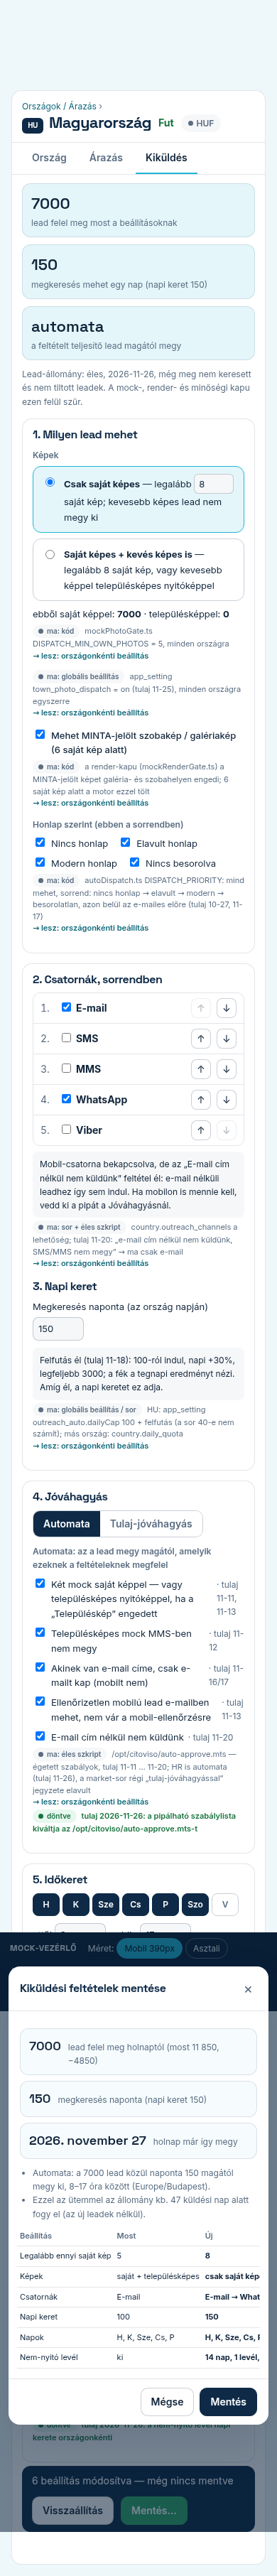 Országok / Árazás ›
HU Magyarország Fut ● HUF
Ország Árazás Kiküldés
7000
lead felel meg most a beállításoknak
150
megkeresés mehet egy nap (napi keret 150)
automata
a feltételt teljesítő lead magától megy
Lead-állomány: éles, 2026-11-26, még meg nem keresett
és nem tiltott leadek. A mock-, render- és minőségi kapu
ezen felül szűr.
1. Milyen lead mehet
Képek
Csak saját képes — legalább 8
saját kép; kevesebb képes lead nem
megy ki
Saját képes + kevés képes is —
legalább 8 saját kép, vagy kevesebb
képpel településképes nyitóképpel
ebből saját képpel: 7000 · településképpel: 0
● ma: kód mockPhotoGate.ts
DISPATCH_MIN_OWN_PHOTOS = 5, minden országra
→ lesz: országonkénti beállítás
● ma: globális beállítás app_setting
town_photo_dispatch = on (tulaj 11-25), minden országra
egyszerre
→ lesz: országonkénti beállítás
Mehet MINTA-jelölt szobakép / galériakép
(6 saját kép alatt)
● ma: kód a render-kapu (mockRenderGate.ts) a
MINTA-jelölt képet galéria- és szobahelyen engedi; 6
saját kép alatt a motor ezzel tölt
→ lesz: országonkénti beállítás
Honlap szerint (ebben a sorrendben)
Nincs honlap Elavult honlap
Modern honlap Nincs besorolva
● ma: kód autoDispatch.ts DISPATCH_PRIORITY: mind
mehet, sorrend: nincs honlap → elavult → modern →
besorolatlan, azon belül az e-mailes előre (tulaj 10-27, 11-
17)
→ lesz: országonkénti beállítás
2. Csatornák, sorrendben
1. E-mail ↑ ↓
2. SMS ↑ ↓
3. MMS ↑ ↓
4. WhatsApp ↑ ↓
5. Viber ↑ ↓
Mobil-csatorna bekapcsolva, de az „E-mail cím
nélkül nem küldünk” feltétel él: e-mail nélküli
leadhez így sem indul. Ha mobilon is mennie kell,
vedd ki a pipát a Jóváhagyásnál.
● ma: sor + éles szkript country.outreach_channels a
lehetőség; tulaj 11-20: „e-mail cím nélkül nem küldünk,
SMS/MMS nem megy” → ma csak e-mail
→ lesz: országonkénti beállítás
3. Napi keret
Megkeresés naponta (az ország napján)
150
Felfutás él (tulaj 11-18): 100-ról indul, napi +30%,
legfeljebb 3000; a fék a tegnapi eredményt nézi.
Amíg él, a napi keretet ez adja.
● ma: globális beállítás / sor HU: app_setting
outreach_auto.dailyCap 100 + felfutás (a sor 40-e nem
számít); más ország: country.daily_quota
→ lesz: országonkénti beállítás
4. Jóváhagyás
Automata Tulaj-jóváhagyás
Automata: az a lead megy magától, amelyik
ezeknek a feltételeknek megfelel
Két mock saját képpel — vagy
településképes nyitóképpel, ha a
„Településkép” engedett
· tulaj
11-11,
11-13
Településképes mock MMS-ben
nem megy
· tulaj 11-
12
Akinek van e-mail címe, csak e-
mailt kap (mobilt nem)
· tulaj 11-
16/17
Ellenőrizetlen mobilú lead e-mailben
mehet, nem vár a mobil-ellenőrzésre
· tulaj
11-13
E-mail cím nélkül nem küldünk · tulaj 11-20
● ma: éles szkript /opt/citoviso/auto-approve.mts —
égetett szabályok, tulaj 11-11 … 11-20; HR is automata
(tulaj 11-26), a market-sor régi „tulaj-jóváhagyással”
jegyzete elavult
→ lesz: országonkénti beállítás
● döntve tulaj 2026-11-26: a pipálható szabálylista
kiváltja az /opt/citoviso/auto-approve.mts-t
5. Időkeret
H K Sze Cs P Szo V
MOCK-VEZÉRLŐ Méret: Mobil 390px Asztali
Kiküldési feltételek mentése ×
7000 lead felel meg holnaptól (most 11 850,
−4850)
150 megkeresés naponta (napi keret 150)
2026. november 27 holnap már így megy
• Automata: a 7000 lead közül naponta 150 magától
megy ki, 8–17 óra között (Europe/Budapest).
• Ezzel az ütemmel az állomány kb. 47 küldési nap alatt
fogy el (az új leadek nélkül).
Beállítás Most Új
Legalább ennyi saját kép 5 8
Képek saját + településképes csak saját kép
Csatornák E-mail E-mail → What
Napi keret 100 150
Napok H, K, Sze, Cs, P H, K, Sze, Cs, F
Nem-nyitó levél ki 14 nap, 1 levél,
Mégse Mentés
kerete országonkénti
6 beállítás módosítva — még nincs mentve
Visszaállítás Mentés…